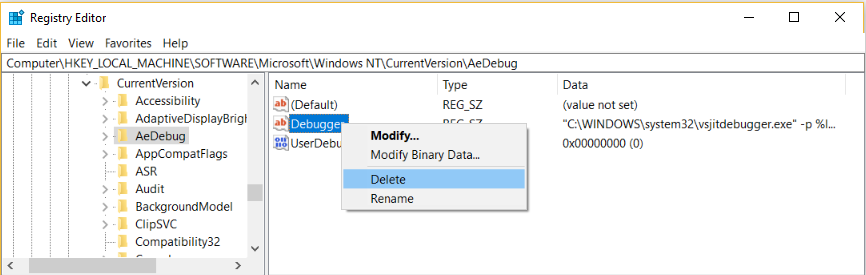 Registry Editor
File Edit View Favorites Help
Computer\HKEY_LOCAL_MACHINE\SOFTWARE\Microsoft\Windows NT\CurrentVersion\AeDebug
CurrentVersion
Accessibility
AdaptiveDisplayBrigh
AeDebug
AppCompatFlags
ASR
Audit
BackgroundModel
ClipSVC
Compatibility32
Name Type Data
ab (Default) REG_SZ (value not set)
ab Debugger REG_SZ "C:\WINDOWS\system32\vsjitdebugger.exe" -p %l...
UserDebu 0x00000000 (0)
Modify...
Modify Binary Data...
Delete
Rename